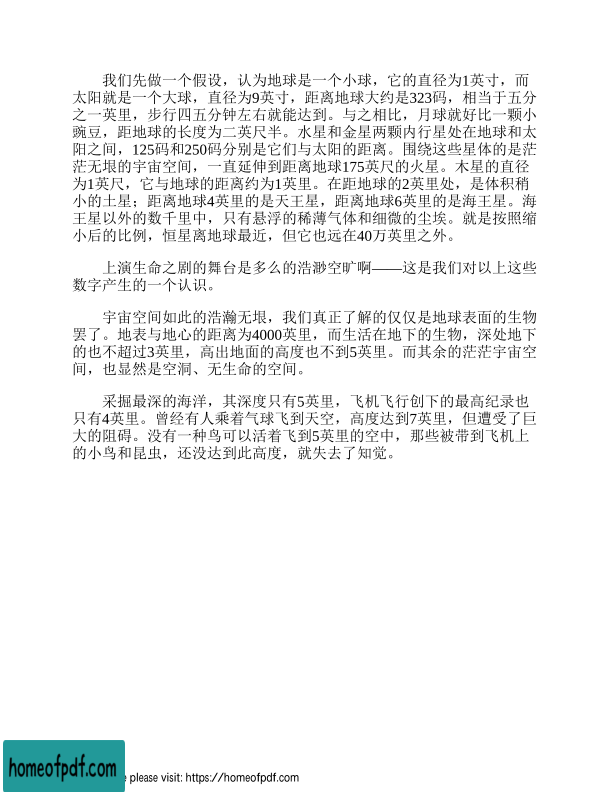 我们先做一个假设，认为地球是一个小球，它的直径为1英寸，而
太阳就是一个大球，直径为9英寸，距离地球大约是323码，相当于五分
之一英里，步行四五分钟左右就能达到。与之相比，月球就好比一颗小
豌豆，距地球的长度为二英尺半。水星和金星两颗内行星处在地球和太
阳之间，125码和250码分别是它们与太阳的距离。围绕这些星体的是茫
茫无垠的宇宙空间，一直延伸到距离地球175英尺的火星。木星的直径
为1英尺，它与地球的距离约为1英里。在距地球的2英里处，是体积稍
小的土星；距离地球4英里的是天王星，距离地球6英里的是海王星。海
王星以外的数千里中，只有悬浮的稀薄气体和细微的尘埃。就是按照缩
小后的比例，恒星离地球最近，但它也远在40万英里之外。
上演生命之剧的舞台是多么的浩渺空旷啊——这是我们对以上这些
数字产生的一个认识。
宇宙空间如此的浩瀚无垠，我们真正了解的仅仅是地球表面的生物
罢了。地表与地心的距离为4000英里，而生活在地下的生物，深处地下
的也不超过3英里，高出地面的高度也不到5英里。而其余的茫茫宇宙空
间，也显然是空洞、无生命的空间。
采掘最深的海洋，其深度只有5英里，飞机飞行创下的最高纪录也
只有4英里。曾经有人乘着气球飞到天空，高度达到7英里，但遭受了巨
大的阻碍。没有一种鸟可以活着飞到5英里的空中，那些被带到飞机上
的小鸟和昆虫，还没达到此高度，就失去了知觉。
homeofpdf.com
e please visit: https://homeofpdf.com